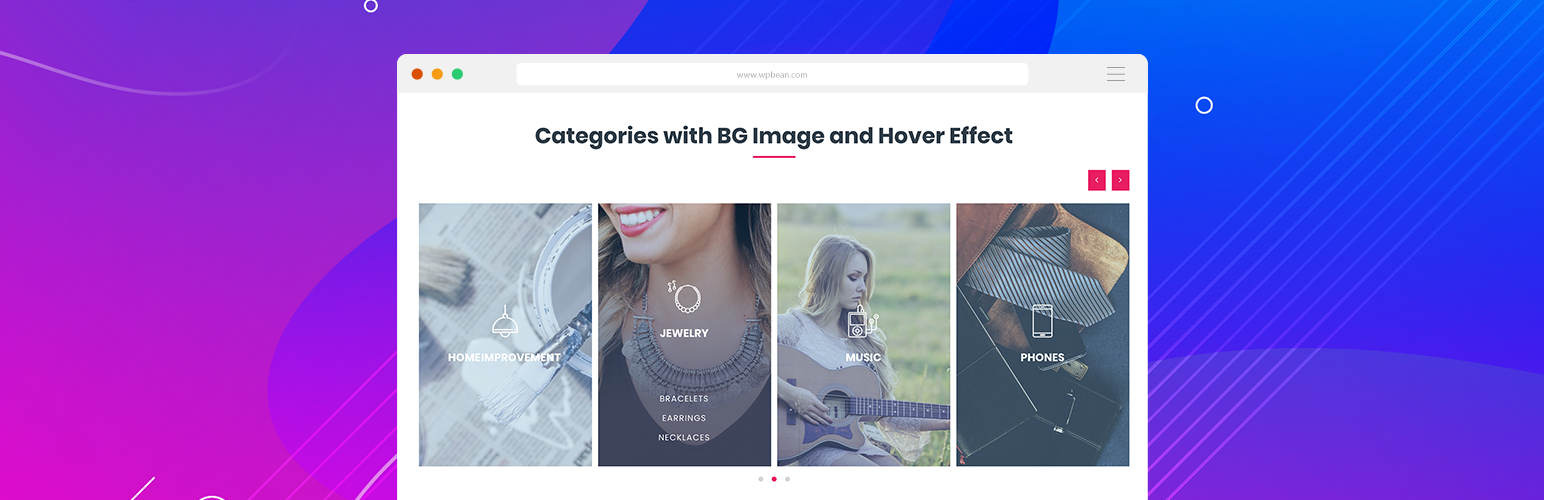 www.wpbean.com
Categories with BG Image and Hover Effect
HOMEIMPROVEMENT
JEWELRY
BRACELETS
EARRINGS
NECKLACES
MUSIC
PHONES